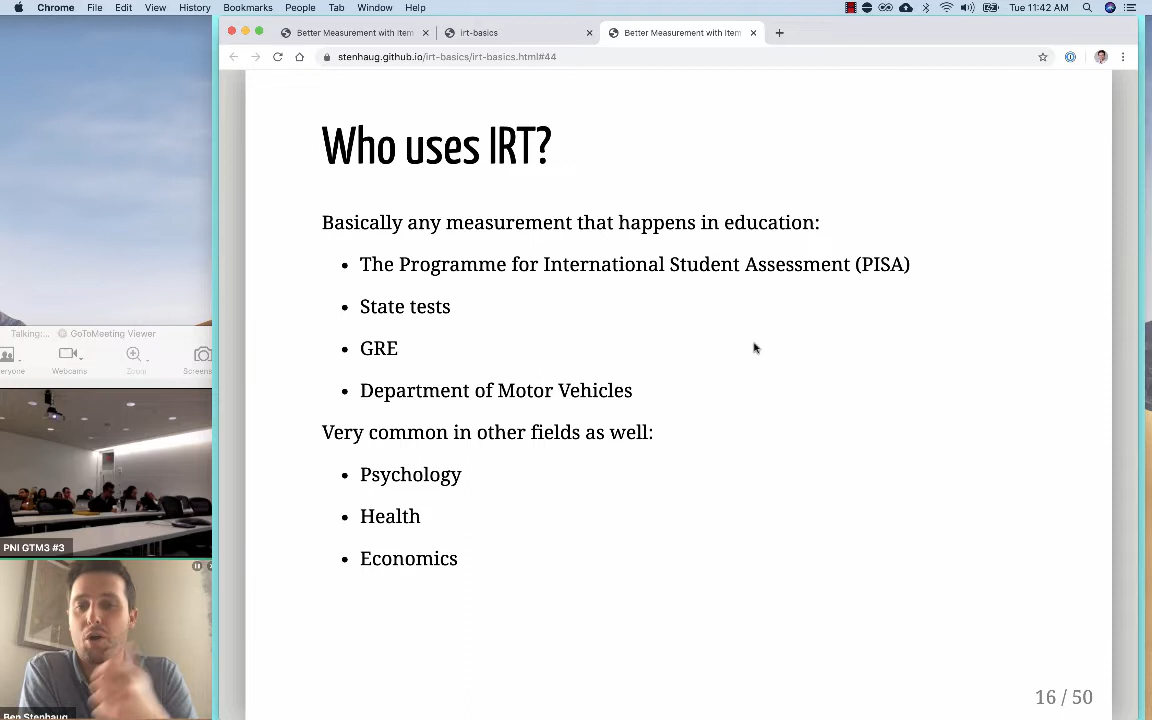 Chrome File Edit View History Bookmarks People Tab Window Help Tue 11:42 AM
Better Measurement with Item
irt-basics
Better Measurement with Item
stenhaug.github.io/irt-basics/irt-basics.html#44
Who uses IRT?
Basically any measurement that happens in education:
• The Programme for International Student Assessment (PISA)
• State tests
• GRE
• Department of Motor Vehicles
Very common in other fields as well:
• Psychology
• Health
• Economics
16 / 50
Talking:... GoToMeeting Viewer
eryone Webcams Zoom Screens
PNI GTM3 #3
Ben Stenhaug